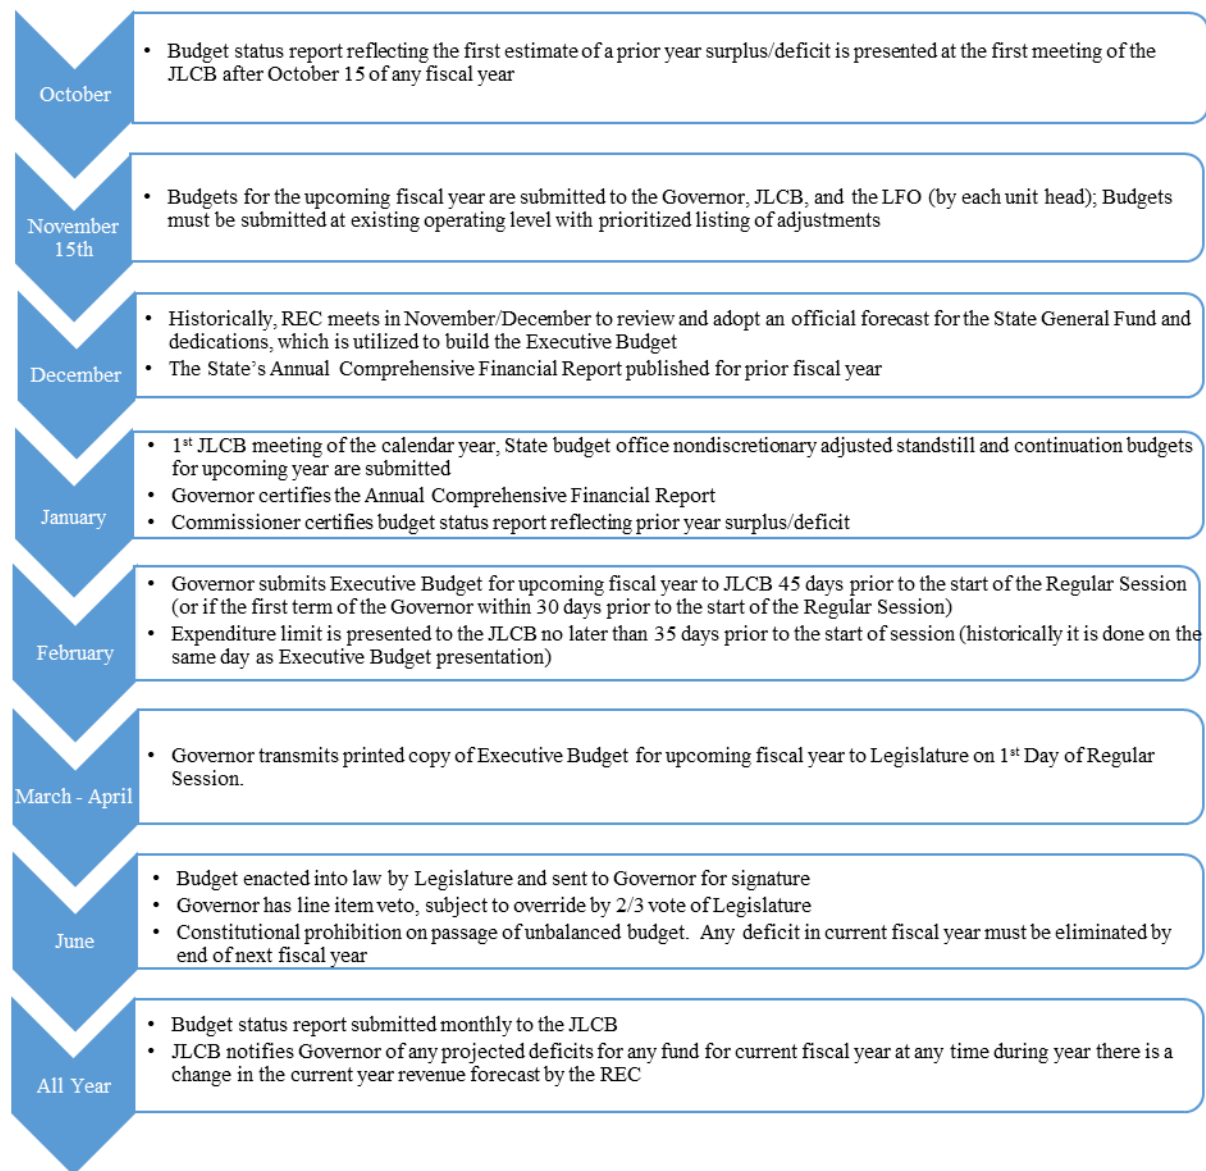 October
• Budget status report reflecting the first estimate of a prior year surplus/deficit is presented at the first meeting of the
JLCB after October 15 of any fiscal year
November
15th
• Budgets for the upcoming fiscal year are submitted to the Governor, JLCB, and the LFO (by each unit head); Budgets
must be submitted at existing operating level with prioritized listing of adjustments
December
• Historically, REC meets in November/December to review and adopt an official forecast for the State General Fund and
dedications, which is utilized to build the Executive Budget
• The State's Annual Comprehensive Financial Report published for prior fiscal year
January
• 1st JLCB meeting of the calendar year, State budget office nondiscretionary adjusted standstill and continuation budgets
for upcoming year are submitted
• Governor certifies the Annual Comprehensive Financial Report
• Commissioner certifies budget status report reflecting prior year surplus/deficit
February
• Governor submits Executive Budget for upcoming fiscal year to JLCB 45 days prior to the start of the Regular Session
(or if the first term of the Governor within 30 days prior to the start of the Regular Session)
• Expenditure limit is presented to the JLCB no later than 35 days prior to the start of session (historically it is done on the
same day as Executive Budget presentation)
March - April
• Governor transmits printed copy of Executive Budget for upcoming fiscal year to Legislature on 1st Day of Regular
Session.
June
• Budget enacted into law by Legislature and sent to Governor for signature
• Governor has line item veto, subject to override by 2/3 vote of Legislature
• Constitutional prohibition on passage of unbalanced budget.  Any deficit in current fiscal year must be eliminated by
end of next fiscal year
All Year
• Budget status report submitted monthly to the JLCB
• JLCB notifies Governor of any projected deficits for any fund for current fiscal year at any time during year there is a
change in the current year revenue forecast by the REC